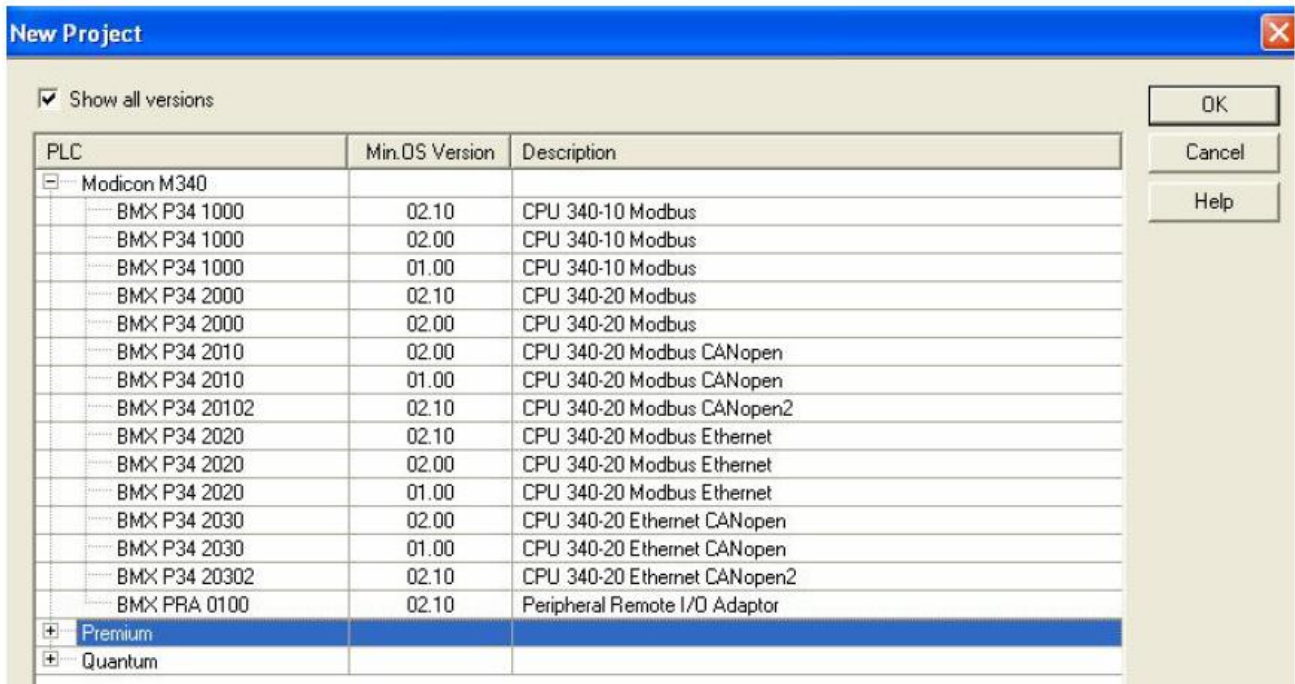 New Project
Show all versions
OK
PLC Min.OS Version Description
Cancel
Modicon M340
Help
BMX P34 1000 02.10 CPU 340-10 Modbus
BMX P34 1000 02.00 CPU 340-10 Modbus
BMX P34 1000 01.00 CPU 340-10 Modbus
BMX P34 2000 02.10 CPU 340-20 Modbus
BMX P34 2000 02.00 CPU 340-20 Modbus
BMX P34 2010 02.00 CPU 340-20 Modbus CANopen
BMX P34 2010 01.00 CPU 340-20 Modbus CANopen
BMX P34 20102 02.10 CPU 340-20 Modbus CANopen2
BMX P34 2020 02.10 CPU 340-20 Modbus Ethernet
BMX P34 2020 02.00 CPU 340-20 Modbus Ethernet
BMX P34 2020 01.00 CPU 340-20 Modbus Ethernet
BMX P34 2030 02.00 CPU 340-20 Ethernet CANopen
BMX P34 2030 01.00 CPU 340-20 Ethernet CANopen
BMX P34 20302 02.10 CPU 340-20 Ethernet CANopen2
BMX PRA 0100 02.10 Peripheral Remote I/O Adaptor
Premium
Quantum